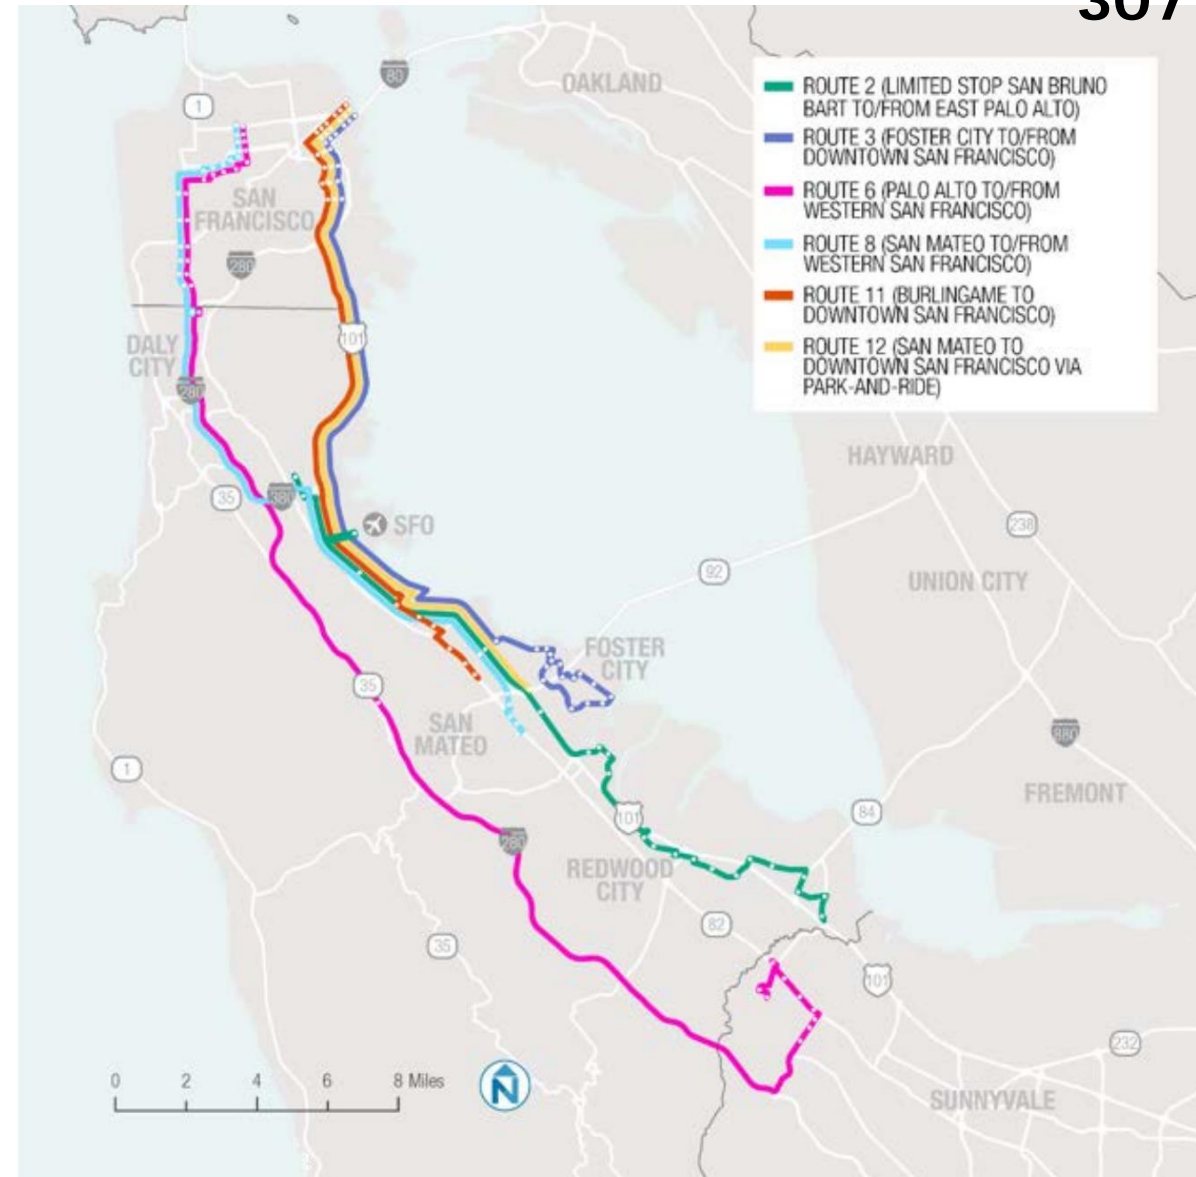 307
80
OAKLAND
1
ROUTE 2 (LIMITED STOP SAN BRUNO
BART TO/FROM EAST PALO ALTO)
ROUTE 3 (FOSTER CITY TO/FROM
DOWNTOWN SAN FRANCISCO)
ROUTE 6 (PALO ALTO TO/FROM
WESTERN SAN FRANCISCO)
ROUTE 8 (SAN MATEO TO/FROM
WESTERN SAN FRANCISCO)
ROUTE 11 (BURLINGAME TO
DOWNTOWN SAN FRANCISCO)
ROUTE 12 (SAN MATEO TO
DOWNTOWN SAN FRANCISCO VIA
PARK-AND-RIDE)
SAN
FRANCISCO
280
101
DALY
CITY
280
HAYWARD
35
380
SFO
238
92
UNION CITY
FOSTER
CITY
35
SAN
MATEO
880
1
FREMONT
84
101
280
REDWOOD
CITY
82
35
101
232
0 2 4 6 8 Miles
N
SUNNYVALE